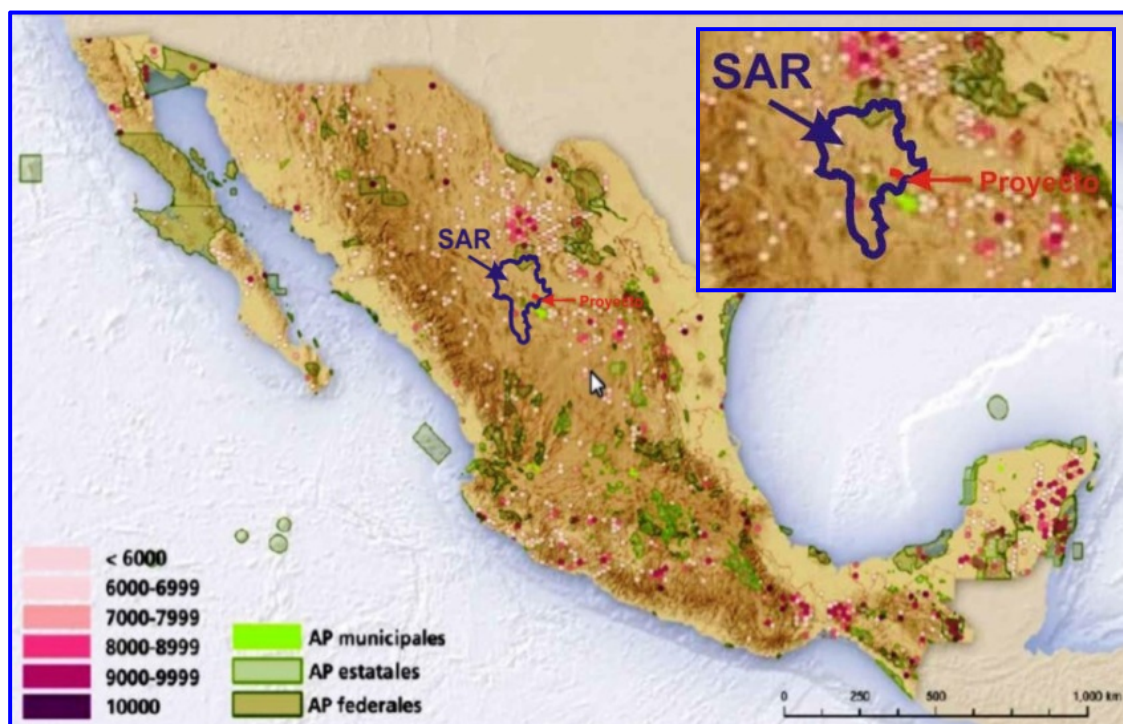 SAR
Proyecto
SAR
Proyecto
< 6000
6000-6999
7000-7999
8000-8999
9000-9999
10000
AP municipales
AP estatales
AP federales
0 250 500 1,000 km